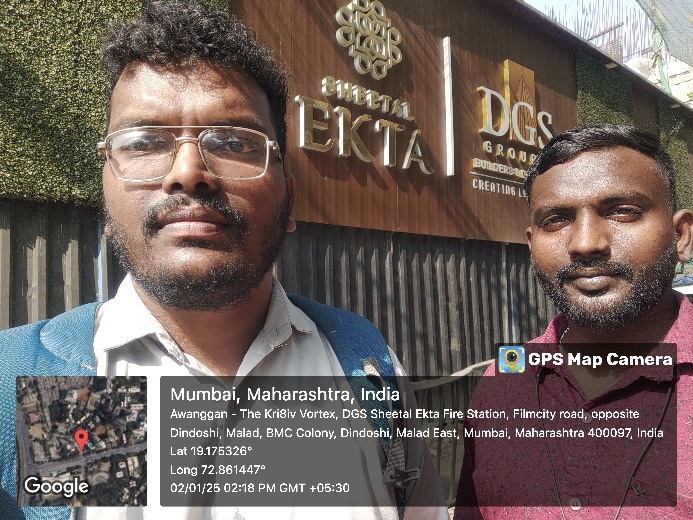 SHEETAL
EKTA
DGS
GROUP
BUILDERS
CREATING
GPS Map Camera
Mumbai, Maharashtra, India
Awanggan - The Kri8iv Vortex, DGS Sheetal Ekta Fire Station, Filmcity road, opposite
Dindoshi, Malad, BMC Colony, Dindoshi, Malad East, Mumbai, Maharashtra 400097, India
Lat 19.175326°
Long 72.861447°
02/01/25 02:18 PM GMT +05:30
Google